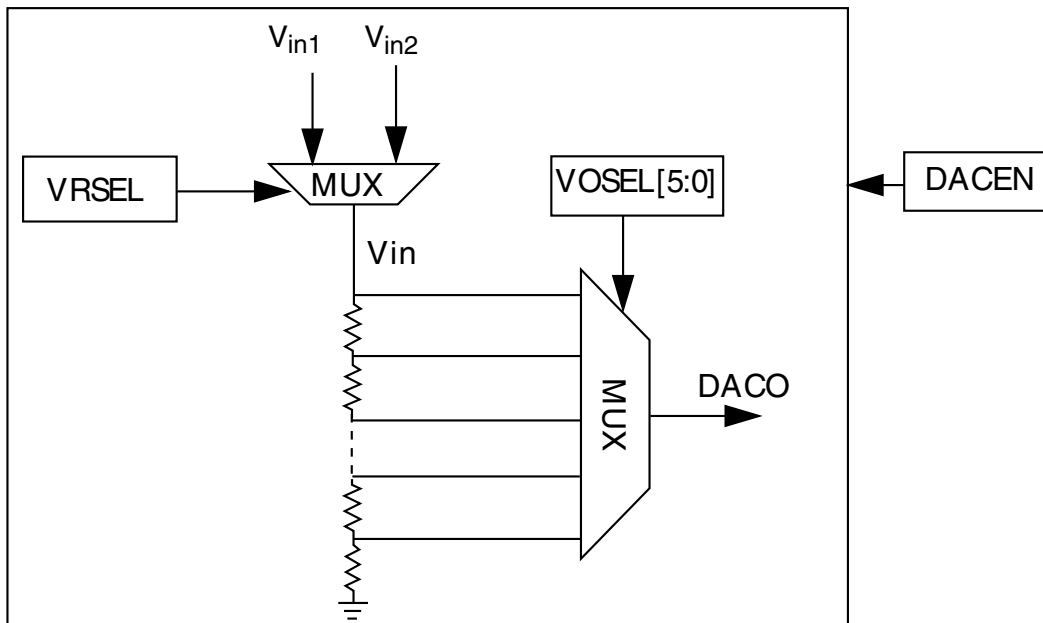 Vin1
Vin2
VRSEL
MUX
VOSEL[5:0]
DACEN
Vin
MUX
DACO